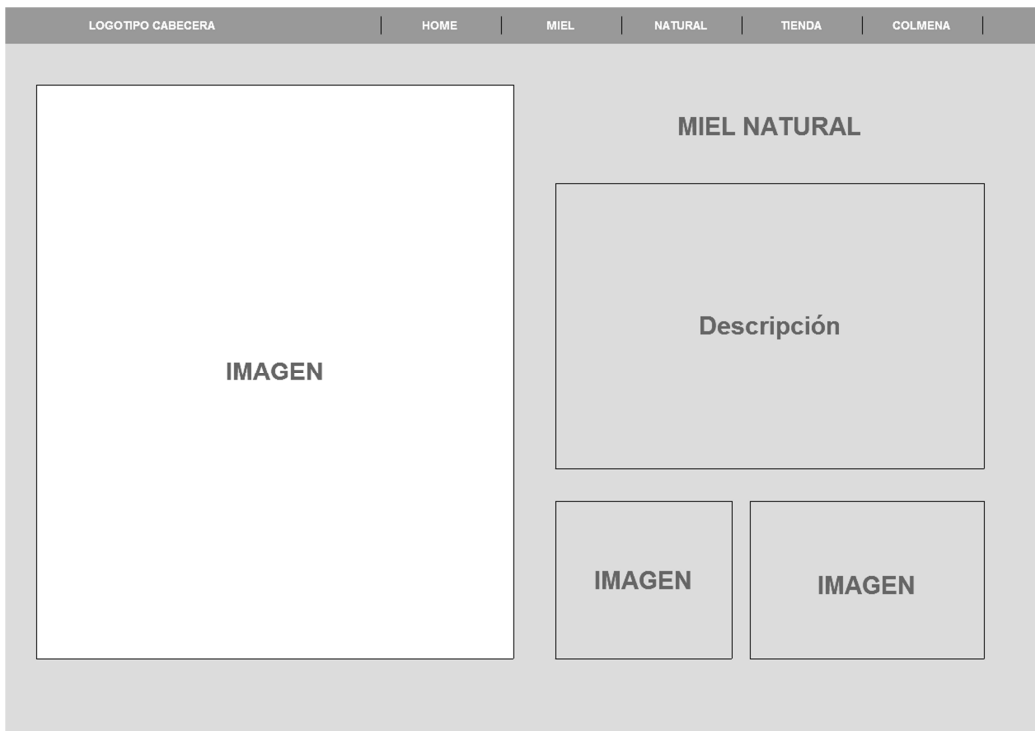 LOGOTIPO CABECERA
HOME
MIEL
NATURAL
TIENDA
COLMENA
MIEL NATURAL
IMAGEN
Descripción
IMAGEN
IMAGEN